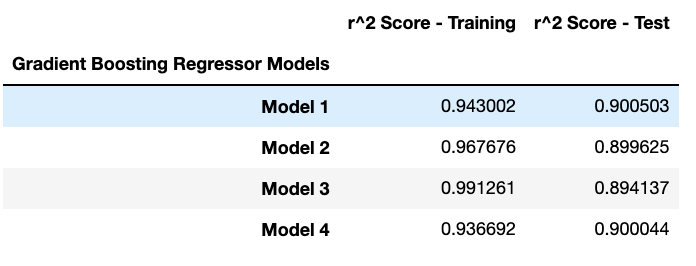 r^2 Score - Training r^2 Score - Test
Gradient Boosting Regressor Models
Model 1 0.943002 0.900503
Model 2 0.967676 0.899625
Model 3 0.991261 0.894137
Model 4 0.936692 0.900044